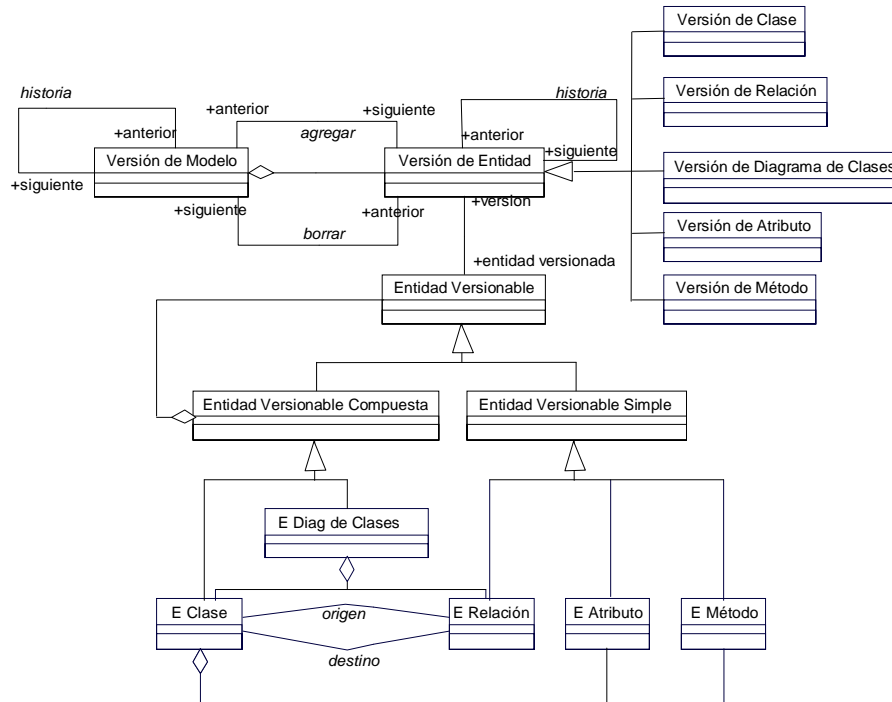 Versión de Clase
historia
+anterior
+siguiente
historia
Versión de Relación
+anterior
agregar
+anterior
Versión de Modelo
Versión de Entidad
+siguiente
Versión de Diagrama de Clases
+siguiente
+siguiente
+anterior
+versión
borrar
Versión de Atributo
+entidad versionada
Entidad Versionable
Versión de Método
Entidad Versionable Compuesta
Entidad Versionable Simple
E Diag de Clases
E Clase
origen
E Relación
E Atributo
E Método
destino